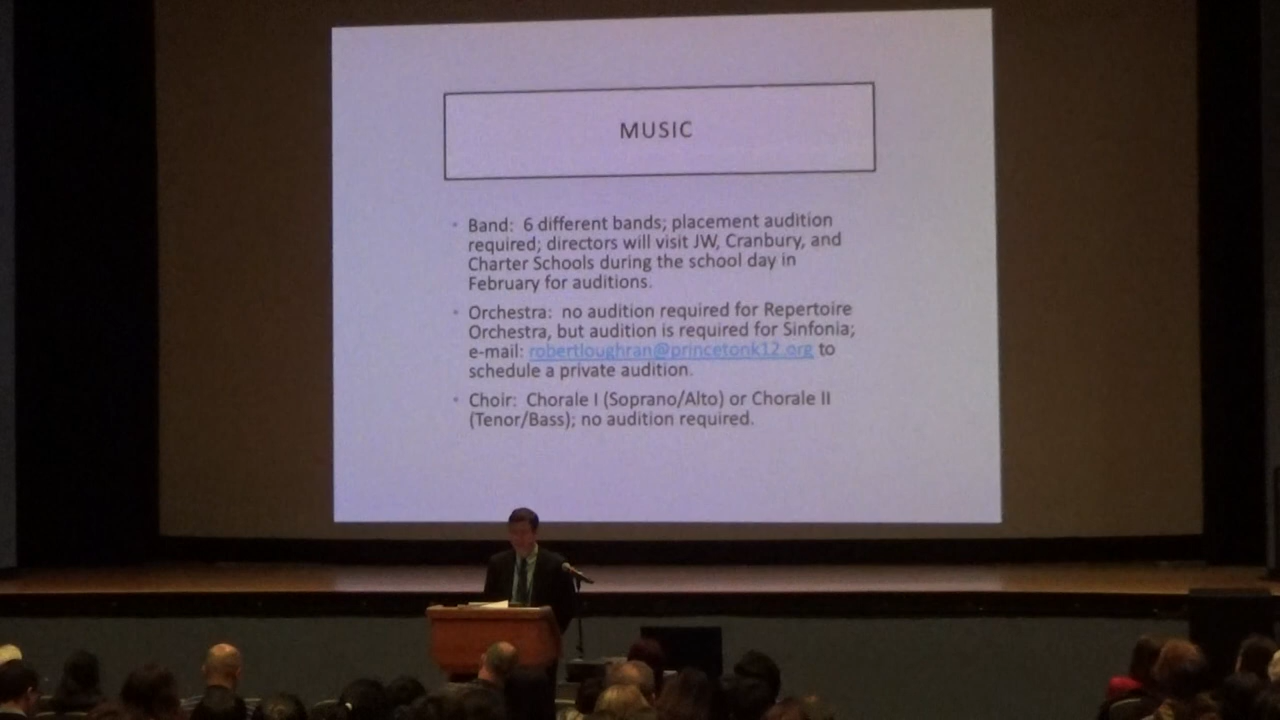 MUSIC
• Band:  6 different bands; placement audition
required; directors will visit JW, Cranbury, and
Charter Schools during the school day in
February for auditions.
• Orchestra:  no audition required for Repertoire
Orchestra, but audition is required for Sinfonia;
e-mail: robertloughran@princetonk12.org to
schedule a private audition.
• Choir:  Chorale I (Soprano/Alto) or Chorale II
(Tenor/Bass); no audition required.